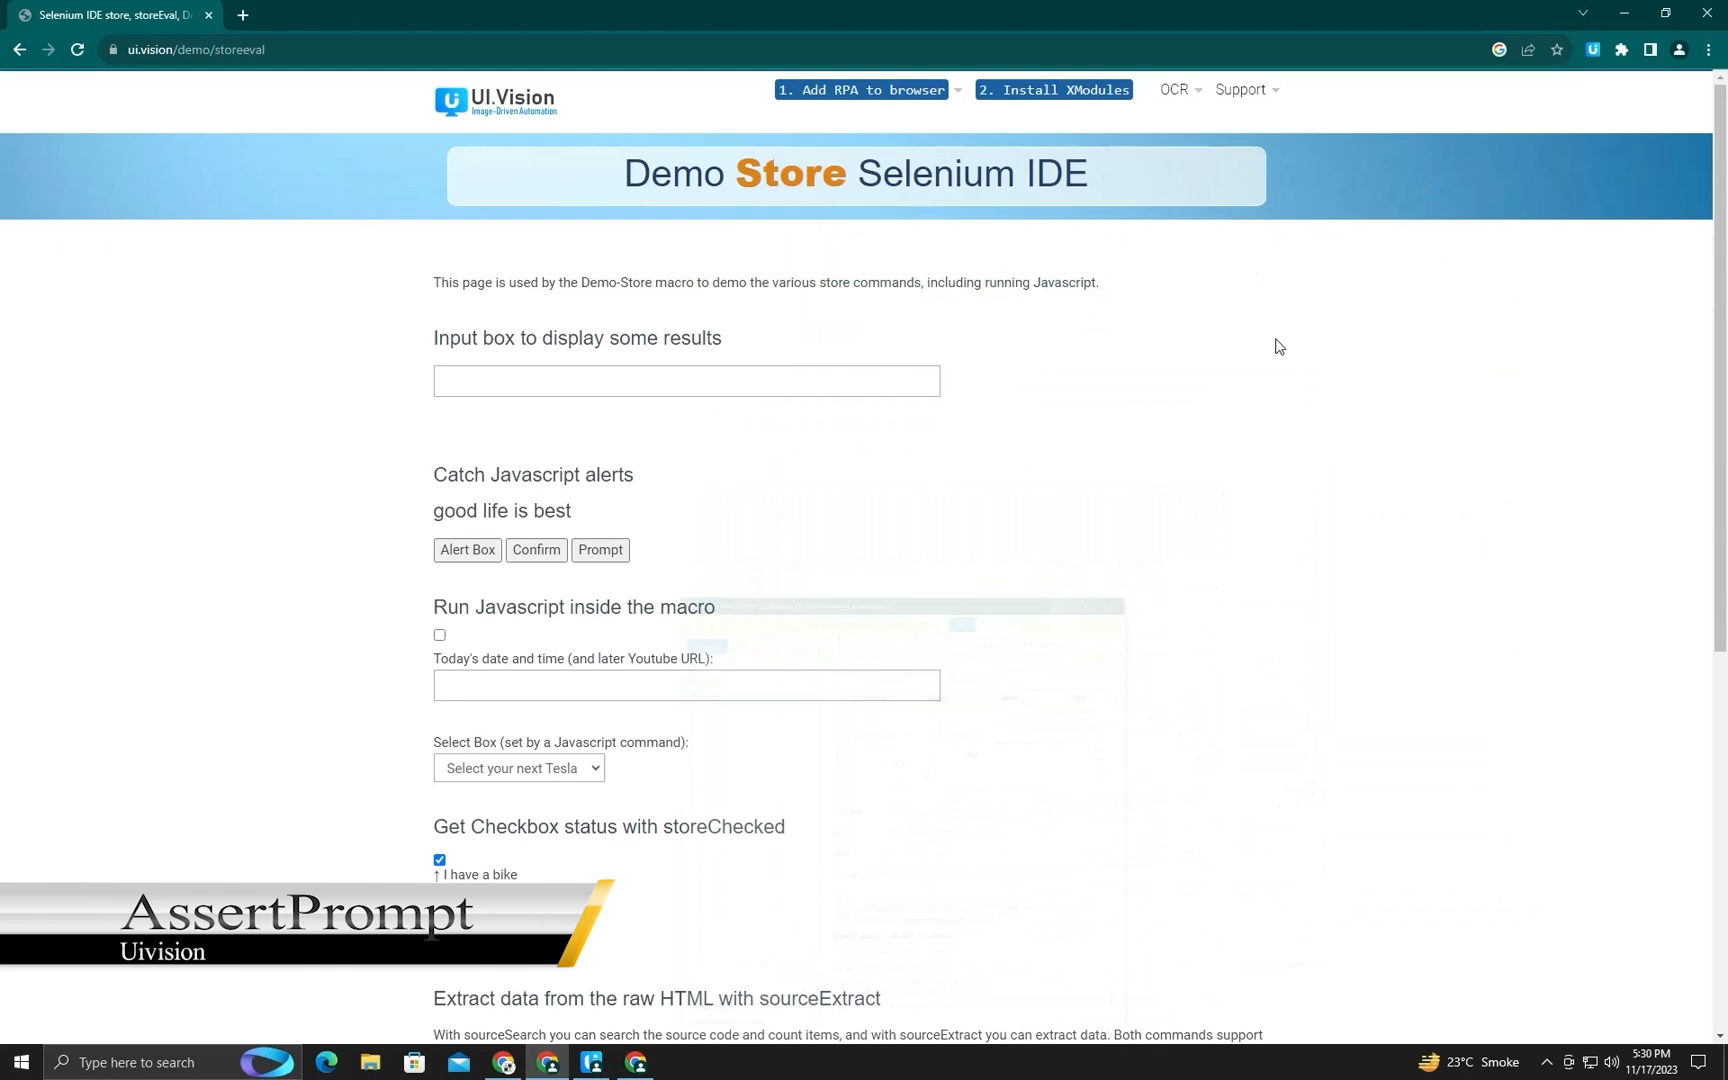 Selenium IDE store, storeEval, De
ui.vision/demo/storeeval
UI.Vision
Image-Driven Automation
1. Add RPA to browser
2. Install XModules
OCR
Support
Demo Store Selenium IDE
This page is used by the Demo-Store macro to demo the various store commands, including running Javascript.
Input box to display some results
Catch Javascript alerts
good life is best
Alert Box
Confirm
Prompt
Run Javascript inside the macro
Today's date and time (and later Youtube URL):
Select Box (set by a Javascript command):
Select your next Tesla
Get Checkbox status with storeChecked
↑ I have a bike
AssertPrompt
Uivision
Extract data from the raw HTML with sourceExtract
With sourceSearch you can search the source code and count items, and with sourceExtract you can extract data. Both commands support
Type here to search
23°C Smoke
5:30 PM
11/17/2023